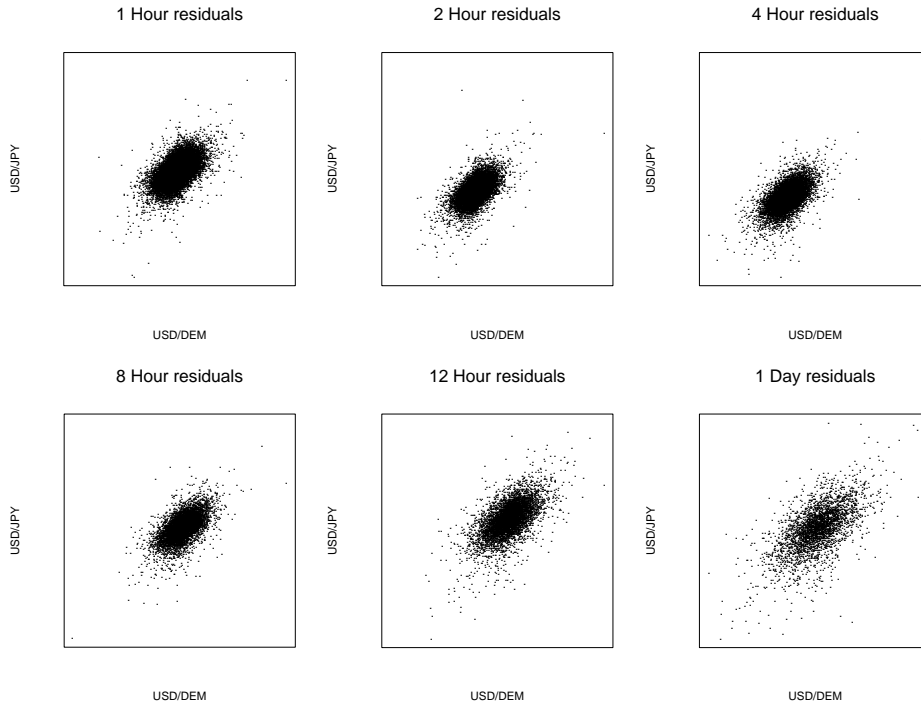 1 Hour residuals
2 Hour residuals
4 Hour residuals
USD/JPY
USD/JPY
USD/JPY
USD/DEM
USD/DEM
USD/DEM
8 Hour residuals
12 Hour residuals
1 Day residuals
USD/JPY
USD/JPY
USD/JPY
USD/DEM
USD/DEM
USD/DEM